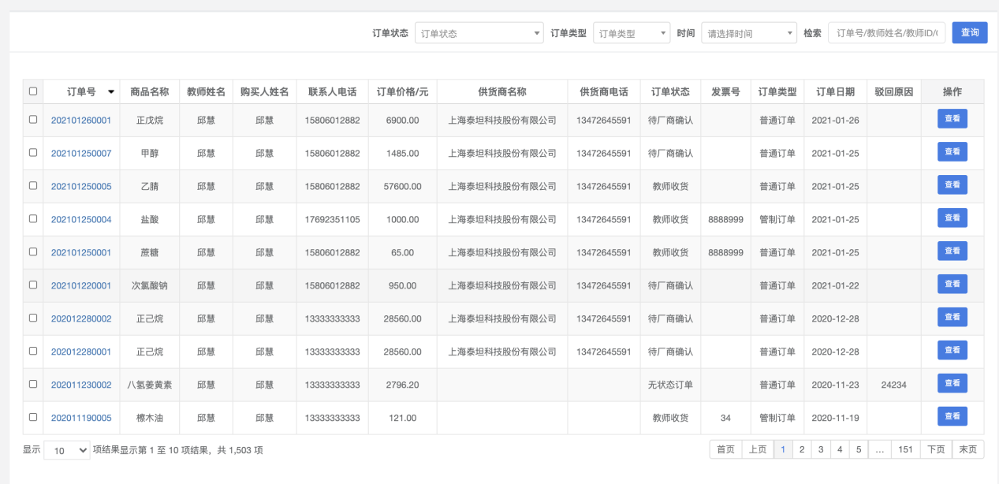 订单状态 订单状态 订单类型 订单类型 时间 请选择时间 检索 订单号/教师姓名/教师ID/ 查询
订单号 商品名称 教师姓名 购买人姓名 联系人电话 订单价格/元 供货商名称 供货商电话 订单状态 发票号 订单类型 订单日期 驳回原因 操作
202101260001 正戊烷 邱慧 邱慧 15806012882 6900.00 上海泰坦科技股份有限公司 13472645591 待厂商确认 普通订单 2021-01-26 查看
202101250007 甲醇 邱慧 邱慧 15806012882 1485.00 上海泰坦科技股份有限公司 13472645591 待厂商确认 普通订单 2021-01-25 查看
202101250005 乙腈 邱慧 邱慧 15806012882 57600.00 上海泰坦科技股份有限公司 13472645591 教师收货 普通订单 2021-01-25 查看
202101250004 盐酸 邱慧 邱慧 17692351105 1000.00 上海泰坦科技股份有限公司 13472645591 教师收货 8888999 管制订单 2021-01-25 查看
202101250001 蔗糖 邱慧 邱慧 15806012882 65.00 上海泰坦科技股份有限公司 13472645591 教师收货 8888999 普通订单 2021-01-25 查看
202101220001 次氯酸钠 邱慧 邱慧 15806012882 950.00 上海泰坦科技股份有限公司 13472645591 待厂商确认 普通订单 2021-01-22 查看
202012280002 正己烷 邱慧 邱慧 13333333333 28560.00 上海泰坦科技股份有限公司 13472645591 待厂商确认 普通订单 2020-12-28 查看
202012280001 正己烷 邱慧 邱慧 13333333333 28560.00 上海泰坦科技股份有限公司 13472645591 待厂商确认 普通订单 2020-12-28 查看
202011230002 八氢姜黄素 邱慧 邱慧 13333333333 2796.20 无状态订单 普通订单 2020-11-23 24234 查看
202011190005 檫木油 邱慧 邱慧 13333333333 121.00 教师收货 34 管制订单 2020-11-19 查看
显示 10 项结果显示第 1 至 10 项结果，共 1,503 项 首页 上页 1 2 3 4 5 … 151 下页 末页